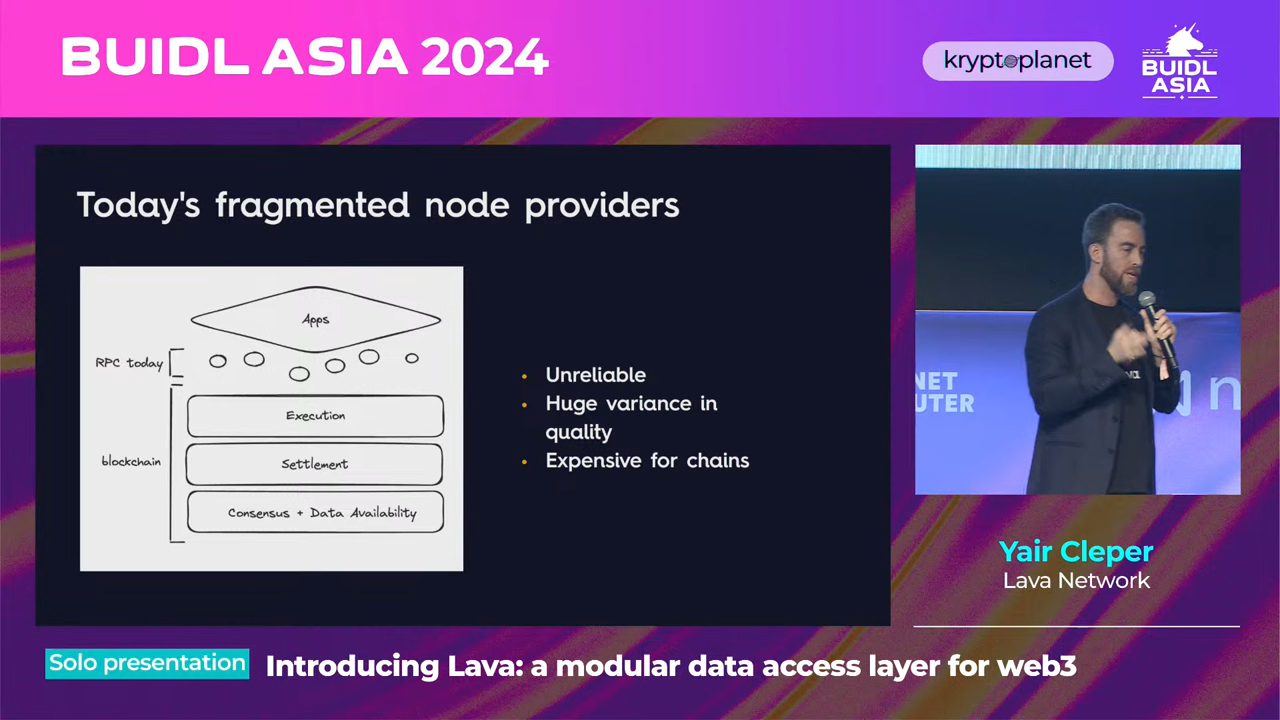 BUIDL ASIA 2024
kryptoplanet
BUIDL
ASIA
Today's fragmented node providers
Apps
RPC today
Execution
blockchain
Settlement
Consensus + Data Availability
• Unreliable
• Huge variance in
quality
• Expensive for chains
NET
UTER
n
Yair Cleper
Lava Network
Solo presentation
Introducing Lava: a modular data access layer for web3